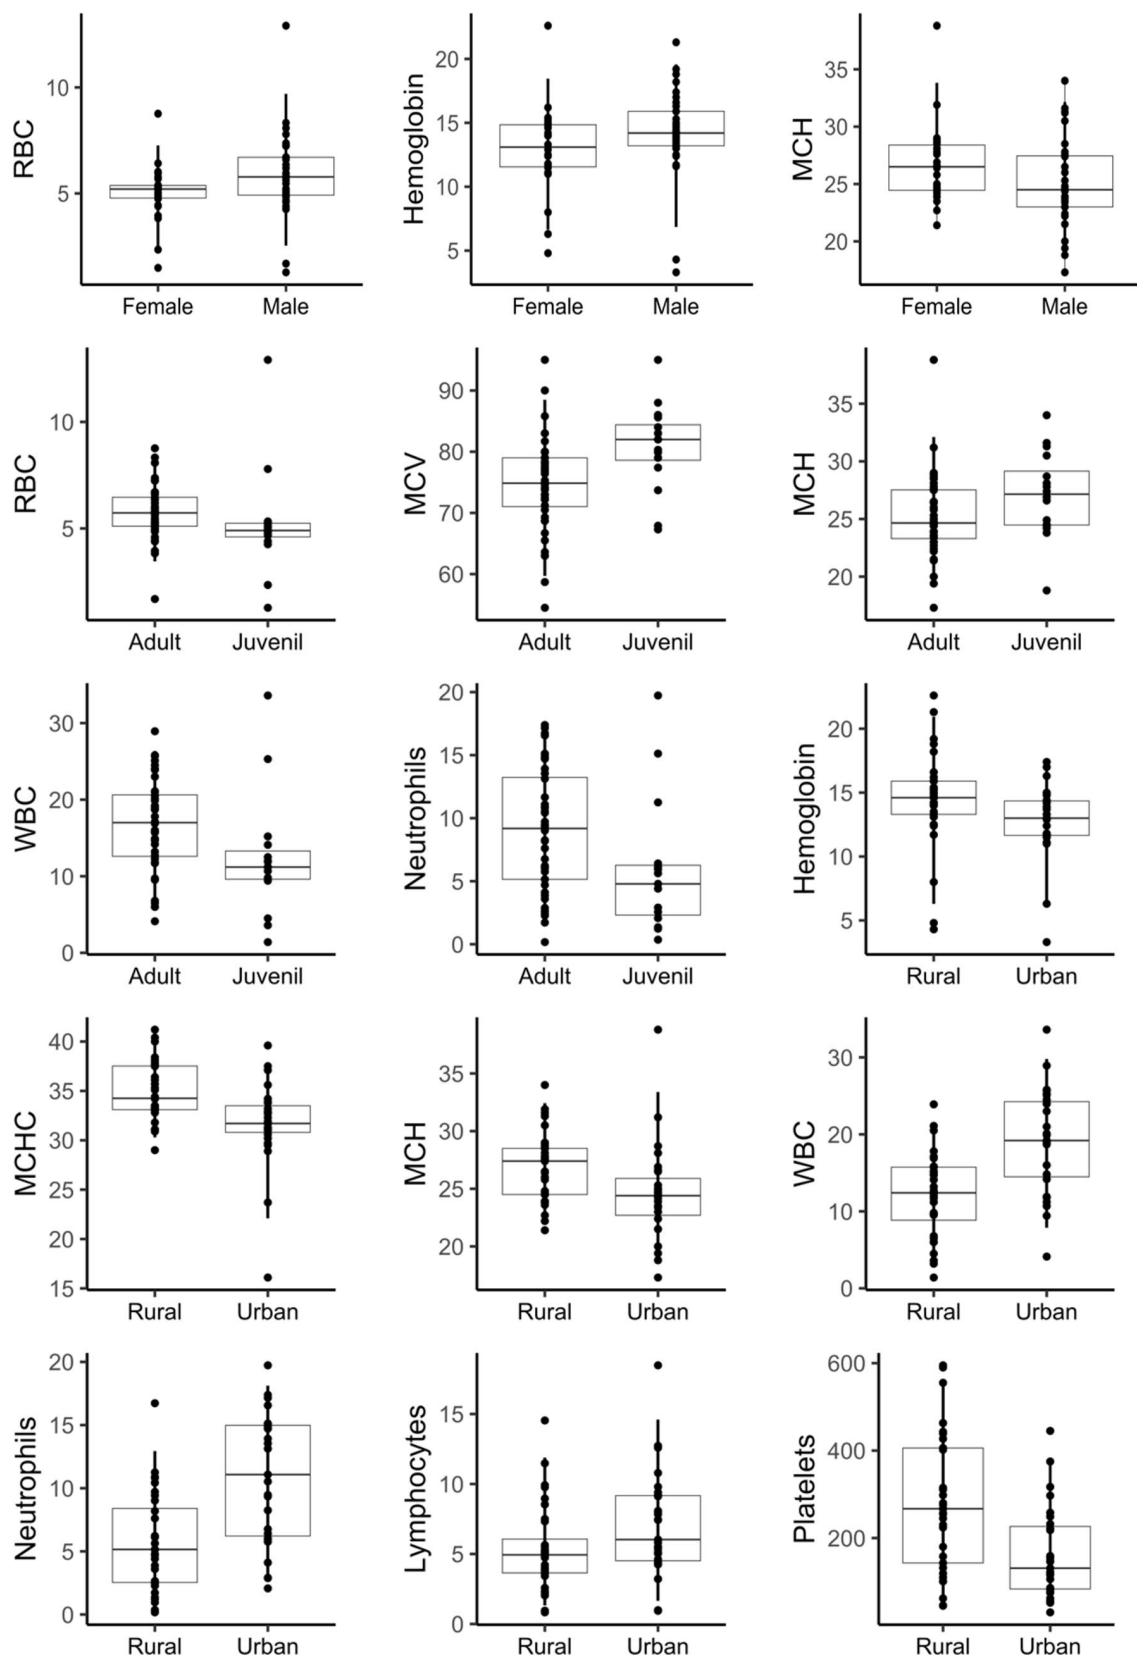 RBC
10
5
Female Male
Hemoglobin
20
15
10
5
Female Male
MCH
35
30
25
20
Female Male
RBC
10
5
Adult Juvenil
MCV
90
80
70
60
Adult Juvenil
MCH
35
30
25
20
Adult Juvenil
WBC
30
20
10
0
Adult Juvenil
Neutrophils
20
15
10
5
0
Adult Juvenil
Hemoglobin
20
15
10
5
Rural Urban
MCHC
40
35
30
25
20
15
Rural Urban
MCH
35
30
25
20
Rural Urban
WBC
30
20
10
0
Rural Urban
Neutrophils
20
15
10
5
0
Rural Urban
Lymphocytes
15
10
5
0
Rural Urban
Platelets
600
400
200
Rural Urban